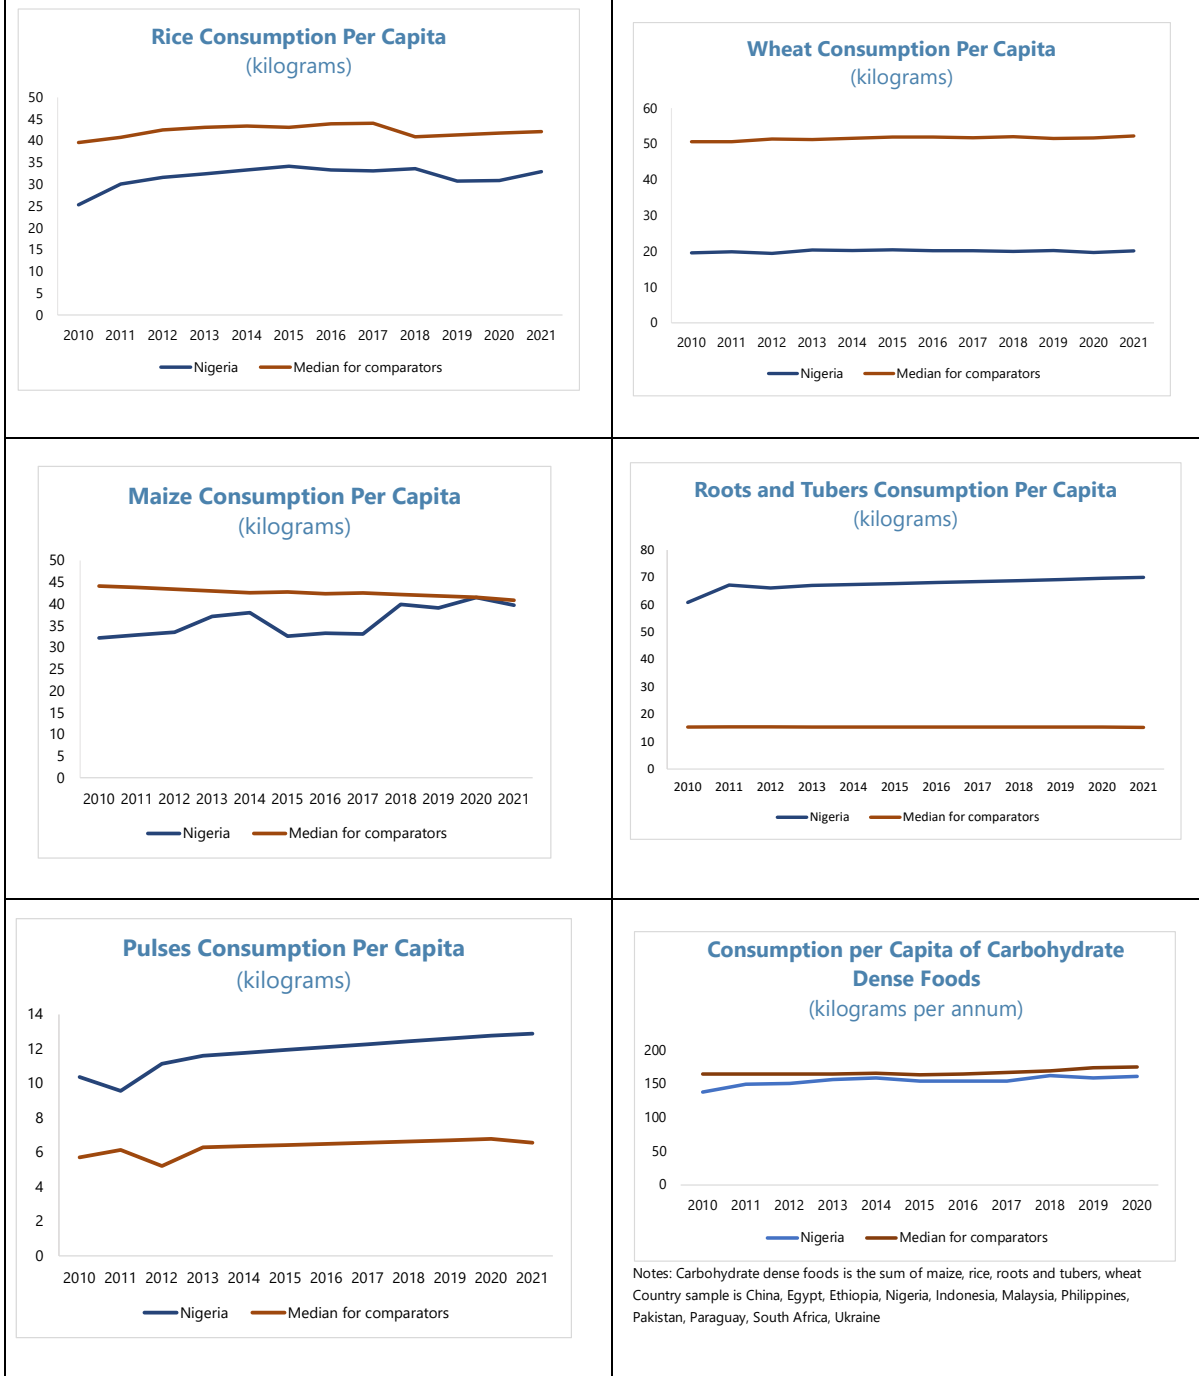 Rice Consumption Per Capita
(kilograms)
50
45
40
35
30
25
20
15
10
5
0
2010 2011 2012 2013 2014 2015 2016 2017 2018 2019 2020 2021
Nigeria Median for comparators
Wheat Consumption Per Capita
(kilograms)
60
50
40
30
20
10
0
2010 2011 2012 2013 2014 2015 2016 2017 2018 2019 2020 2021
Nigeria Median for comparators
Maize Consumption Per Capita
(kilograms)
50
45
40
35
30
25
20
15
10
5
0
2010 2011 2012 2013 2014 2015 2016 2017 2018 2019 2020 2021
Nigeria Median for comparators
Roots and Tubers Consumption Per Capita
(kilograms)
80
70
60
50
40
30
20
10
0
2010 2011 2012 2013 2014 2015 2016 2017 2018 2019 2020 2021
Nigeria Median for comparators
Pulses Consumption Per Capita
(kilograms)
14
12
10
8
6
4
2
0
2010 2011 2012 2013 2014 2015 2016 2017 2018 2019 2020 2021
Nigeria Median for comparators
Consumption per Capita of Carbohydrate
Dense Foods
(kilograms per annum)
200
150
100
50
0
2010 2011 2012 2013 2014 2015 2016 2017 2018 2019 2020
Nigeria Median for comparators
Notes: Carbohydrate dense foods is the sum of maize, rice, roots and tubers, wheat
Country sample is China, Egypt, Ethiopia, Nigeria, Indonesia, Malaysia, Philippines,
Pakistan, Paraguay, South Africa, Ukraine